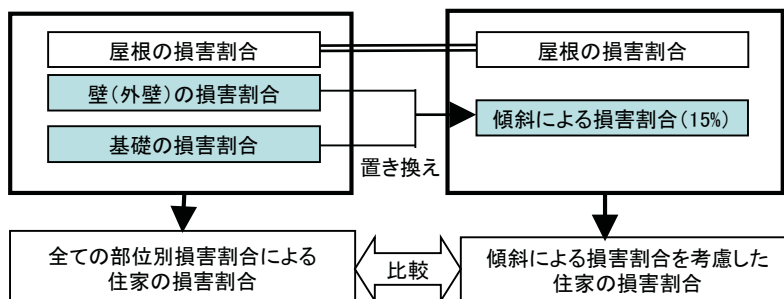 屋根の損害割合
壁(外壁)の損害割合
基礎の損害割合
置き換え
屋根の損害割合
傾斜による損害割合(15%)
全ての部位別損害割合による
住家の損害割合
比較
傾斜による損害割合を考慮した
住家の損害割合